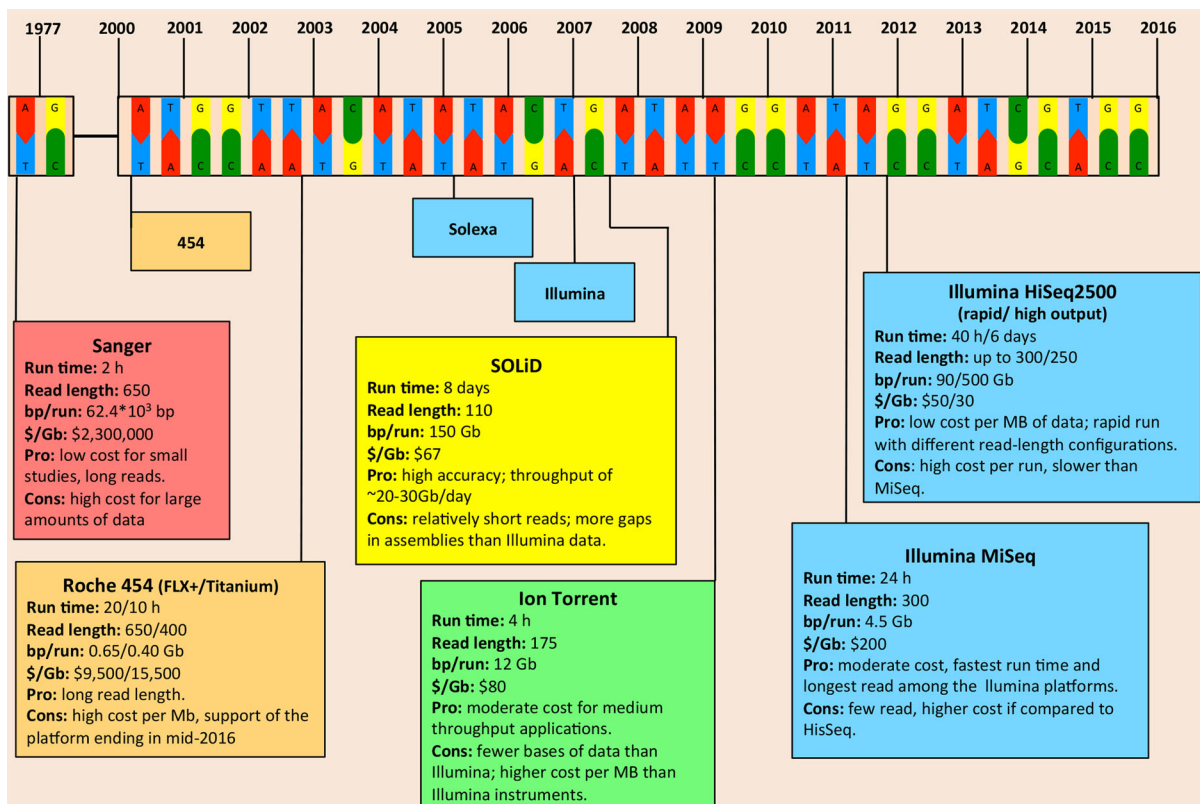 1977 2000 2001 2002 2003 2004 2005 2006 2007 2008 2009 2010 2011 2012 2013 2014 2015 2016
A G A T G G T T A C A T A T A C T G A T A A G G A T A G G A T C G T G G
T C T A C C A A T G T A T A T G A C T A T T C C T A T C C T A G C A C C
454
Solexa
Illumina
Sanger
Run time: 2 h
Read length: 650
bp/run: 62.4*10³ bp
$/Gb: $2,300,000
Pro: low cost for small
studies, long reads.
Cons: high cost for large
amounts of data
Roche 454 (FLX+/Titanium)
Run time: 20/10 h
Read length: 650/400
bp/run: 0.65/0.40 Gb
$/Gb: $9,500/15,500
Pro: long read length.
Cons: high cost per Mb, support of the
platform ending in mid-2016
SOLiD
Run time: 8 days
Read length: 110
bp/run: 150 Gb
$/Gb: $67
Pro: high accuracy; throughput of
~20-30Gb/day
Cons: relatively short reads; more gaps
in assemblies than Illumina data.
Ion Torrent
Run time: 4 h
Read length: 175
bp/run: 12 Gb
$/Gb: $80
Pro: moderate cost for medium
throughput applications.
Cons: fewer bases of data than
Illumina; higher cost per MB than
Illumina instruments.
Illumina HiSeq2500
(rapid/ high output)
Run time: 40 h/6 days
Read length: up to 300/250
bp/run: 90/500 Gb
$/Gb: $50/30
Pro: low cost per MB of data; rapid run
with different read-length configurations.
Cons: high cost per run, slower than
MiSeq.
Illumina MiSeq
Run time: 24 h
Read length: 300
bp/run: 4.5 Gb
$/Gb: $200
Pro: moderate cost, fastest run time and
longest read among the Ilumina platforms.
Cons: few read, higher cost if compared to
HisSeq.